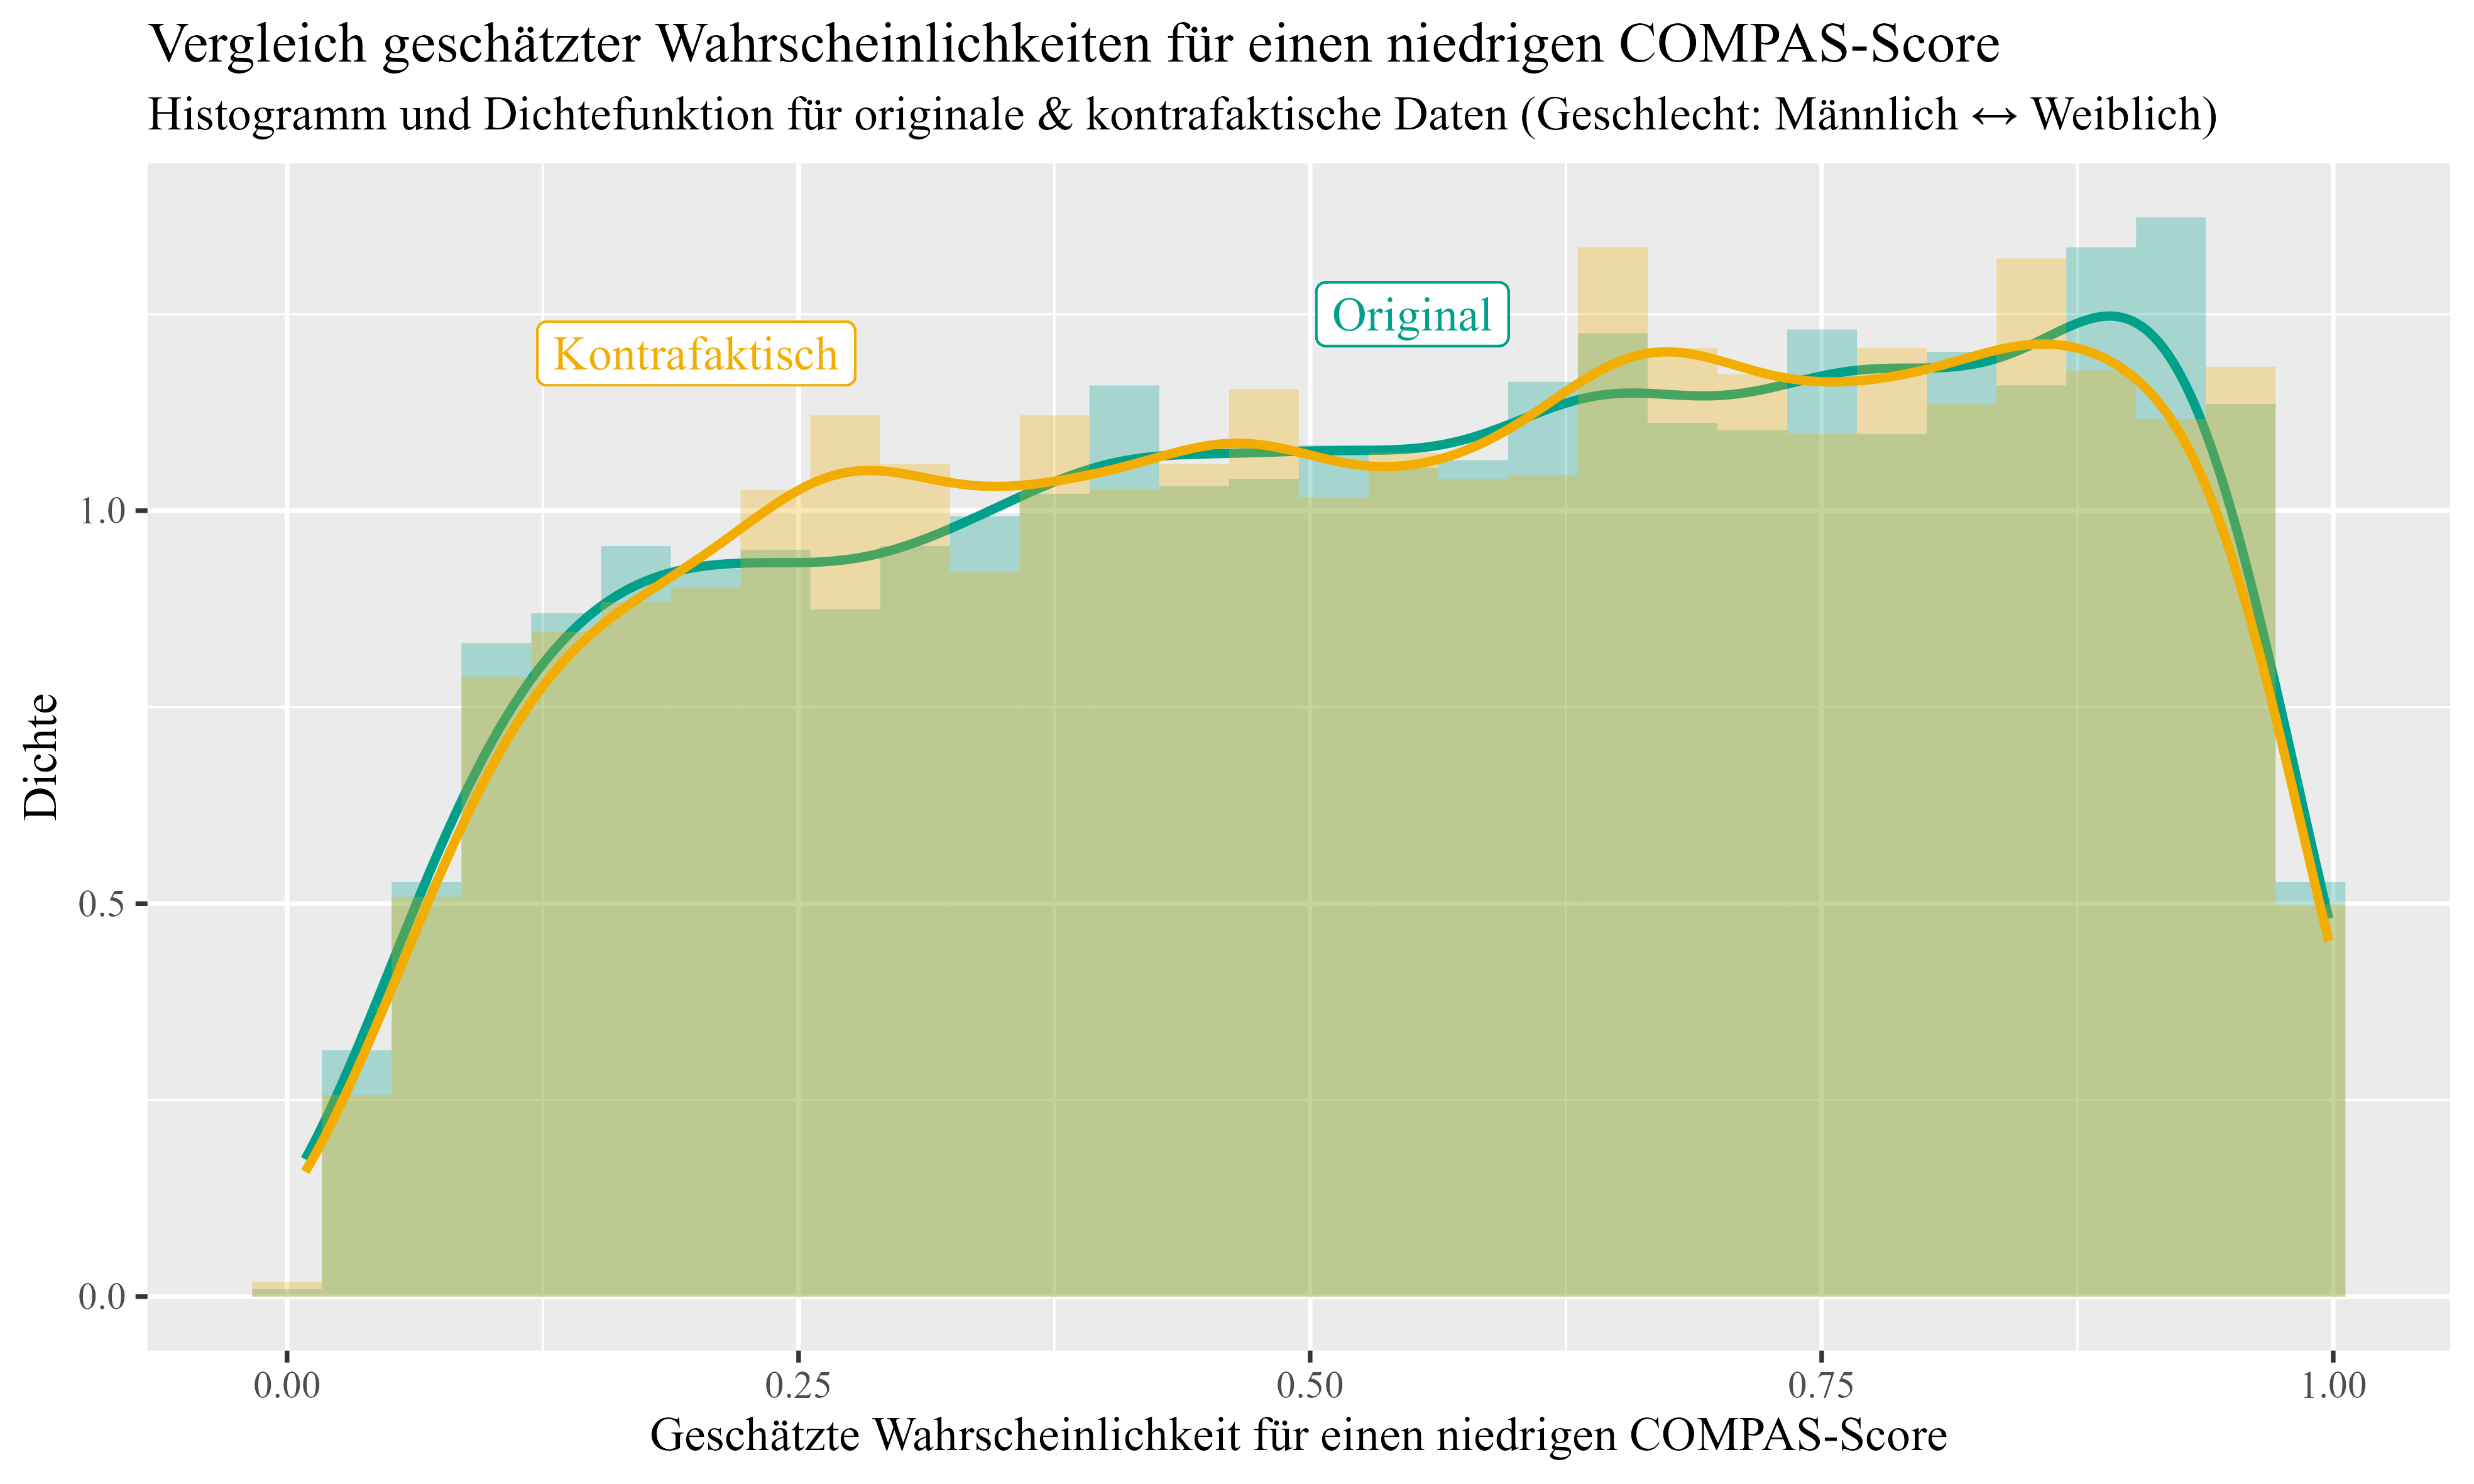 Vergleich geschätzter Wahrscheinlichkeiten für einen niedrigen COMPAS-Score
Histogramm und Dichtefunktion für originale & kontrafaktische Daten (Geschlecht: Männlich ↔ Weiblich)
Original
Kontrafaktisch
1.0
0.5
0.0
Dichte
0.00 0.25 0.50 0.75 1.00
Geschätzte Wahrscheinlichkeit für einen niedrigen COMPAS-Score